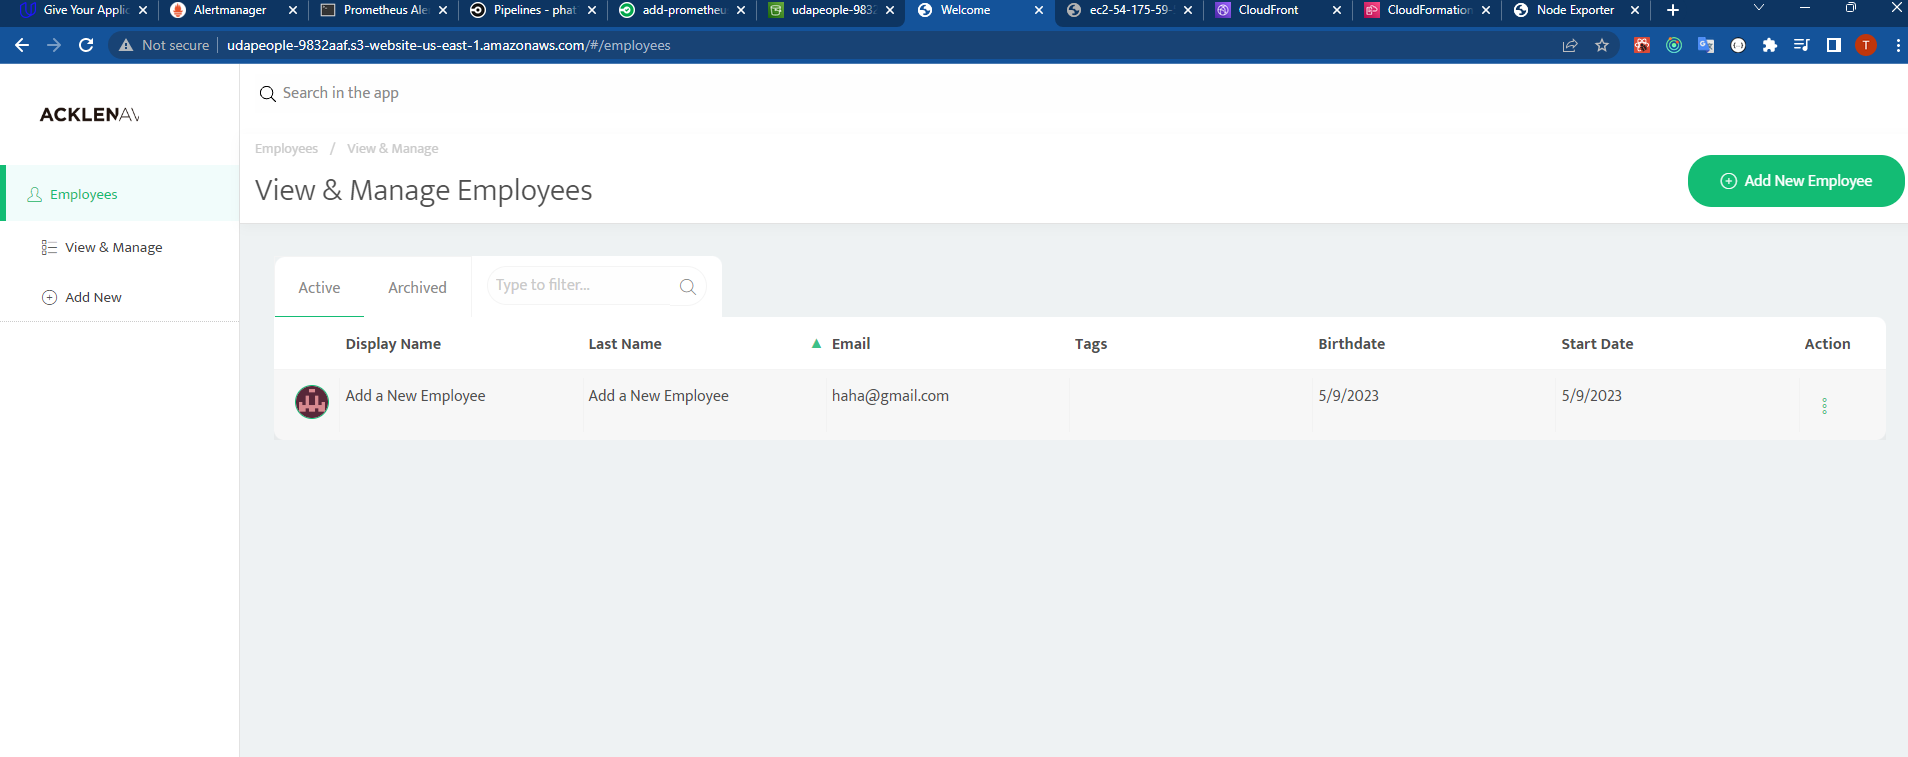 Give Your Applic
Alertmanager
Prometheus Ale
Pipelines - phat
add-prometheu
udapeople-9832
Welcome
ec2-54-175-59-
CloudFront
CloudFormation
Node Exporter
Not secure
udapeople-9832aaf.s3-website-us-east-1.amazonaws.com/#/employees
T
ACKLENAV
Search in the app
Employees / View & Manage
View & Manage Employees
Add New Employee
Employees
View & Manage
Add New
Active
Archived
Type to filter...
Display Name Last Name Email Tags Birthdate Start Date Action
Add a New Employee Add a New Employee haha@gmail.com 5/9/2023 5/9/2023